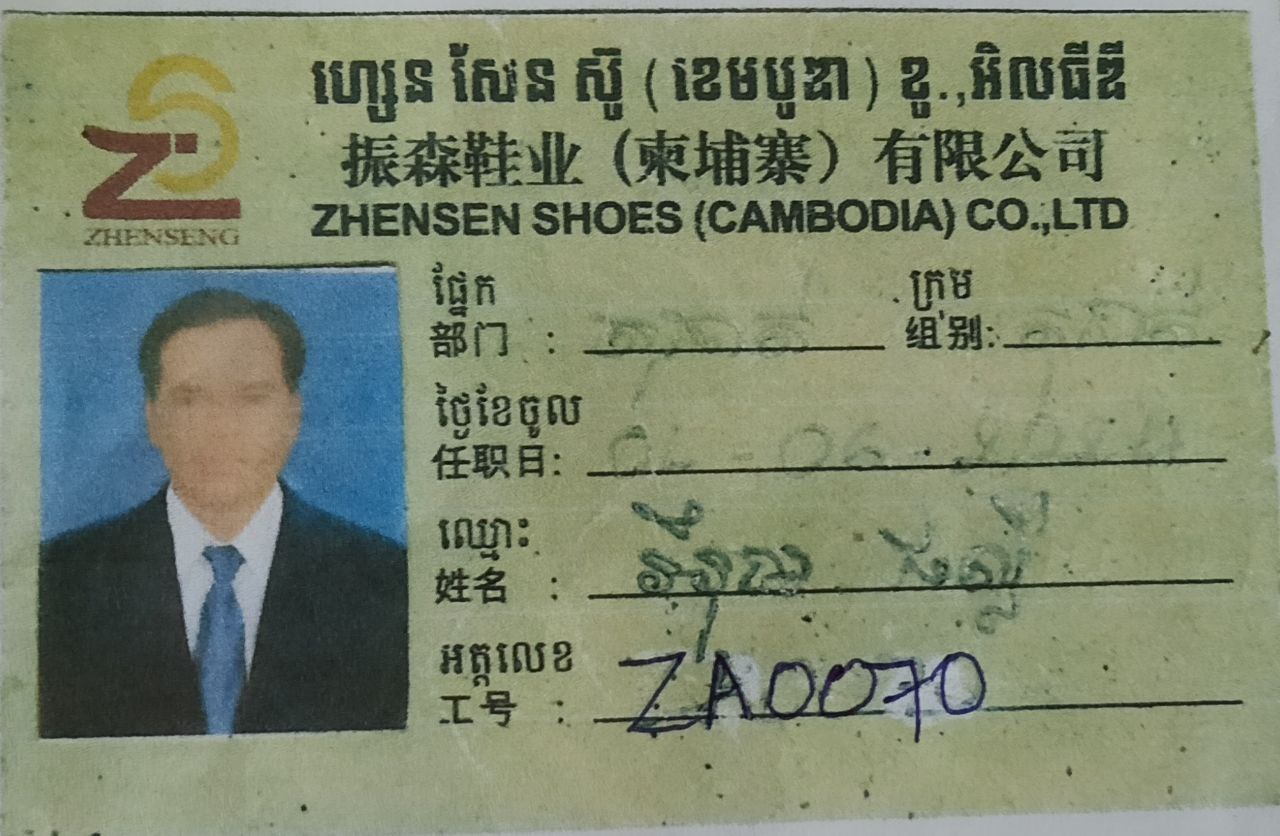 ហ្សេន សែន ស៊ូ ( ខេមបូឌា ) ខូ.,អិលធីឌី
振森鞋业（柬埔寨）有限公司
ZHENSEN SHOES (CAMBODIA) CO.,LTD
ZHENSENG
ផ្នែក
部门 :
ក្រុម
组别:
ថ្ងៃខែចូល
任职日:
ឈ្មោះ
姓名 :
អត្តលេខ
工号 : ZA0070